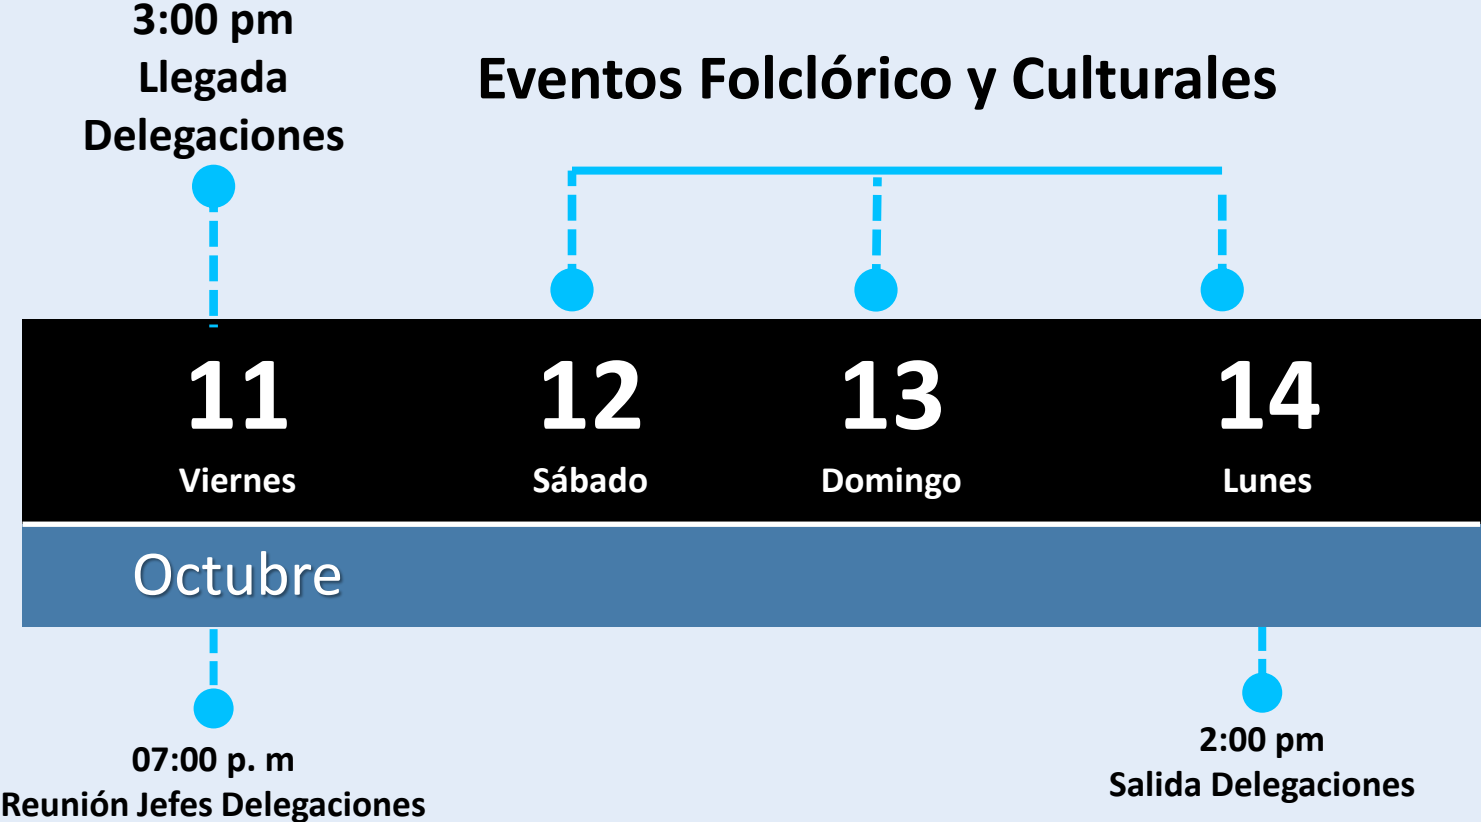 3:00 pm
Llegada
Delegaciones
Eventos Folclórico y Culturales
11
Viernes
12
Sábado
13
Domingo
14
Lunes
Octubre
07:00 p. m
Reunión Jefes Delegaciones
2:00 pm
Salida Delegaciones